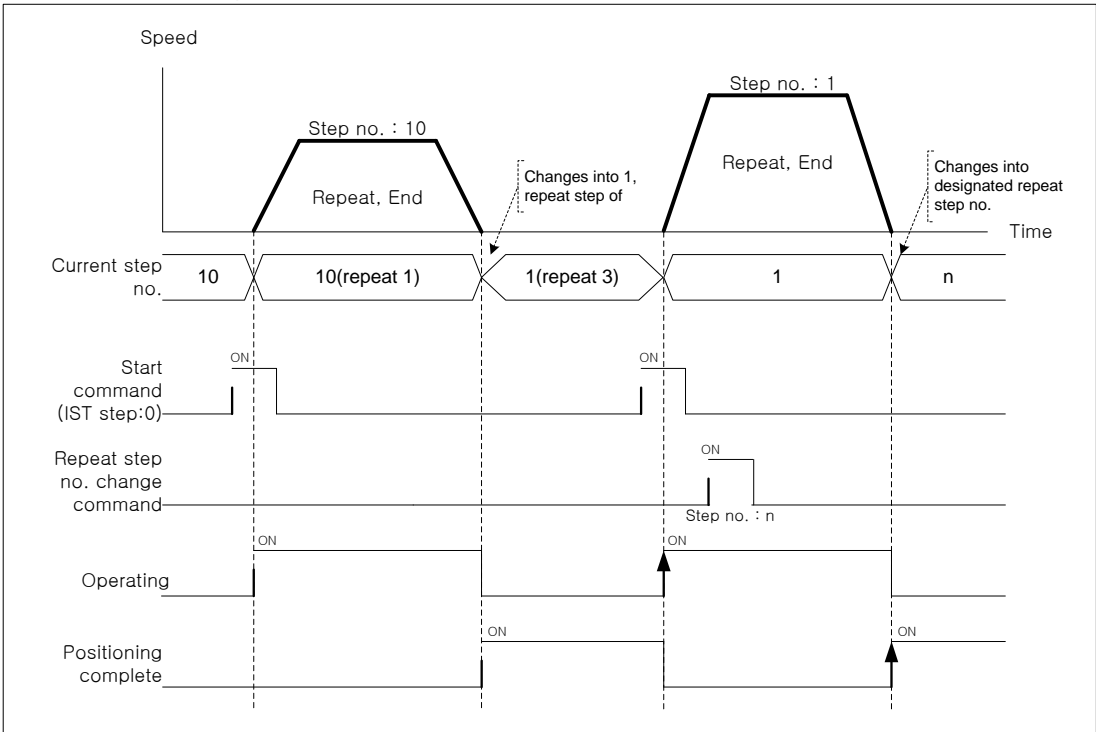 Speed
Step no. : 1
Step no. : 10
Repeat, End
Changes into 1,
repeat step of
Repeat, End
Changes into
designated repeat
step no.
Time
Current step
no.
10
10(repeat 1)
1(repeat 3)
1
n
Start
command
(IST step:0)
ON
ON
Repeat step
no. change
command
ON
Step no. : n
Operating
ON
ON
Positioning
complete
ON
ON